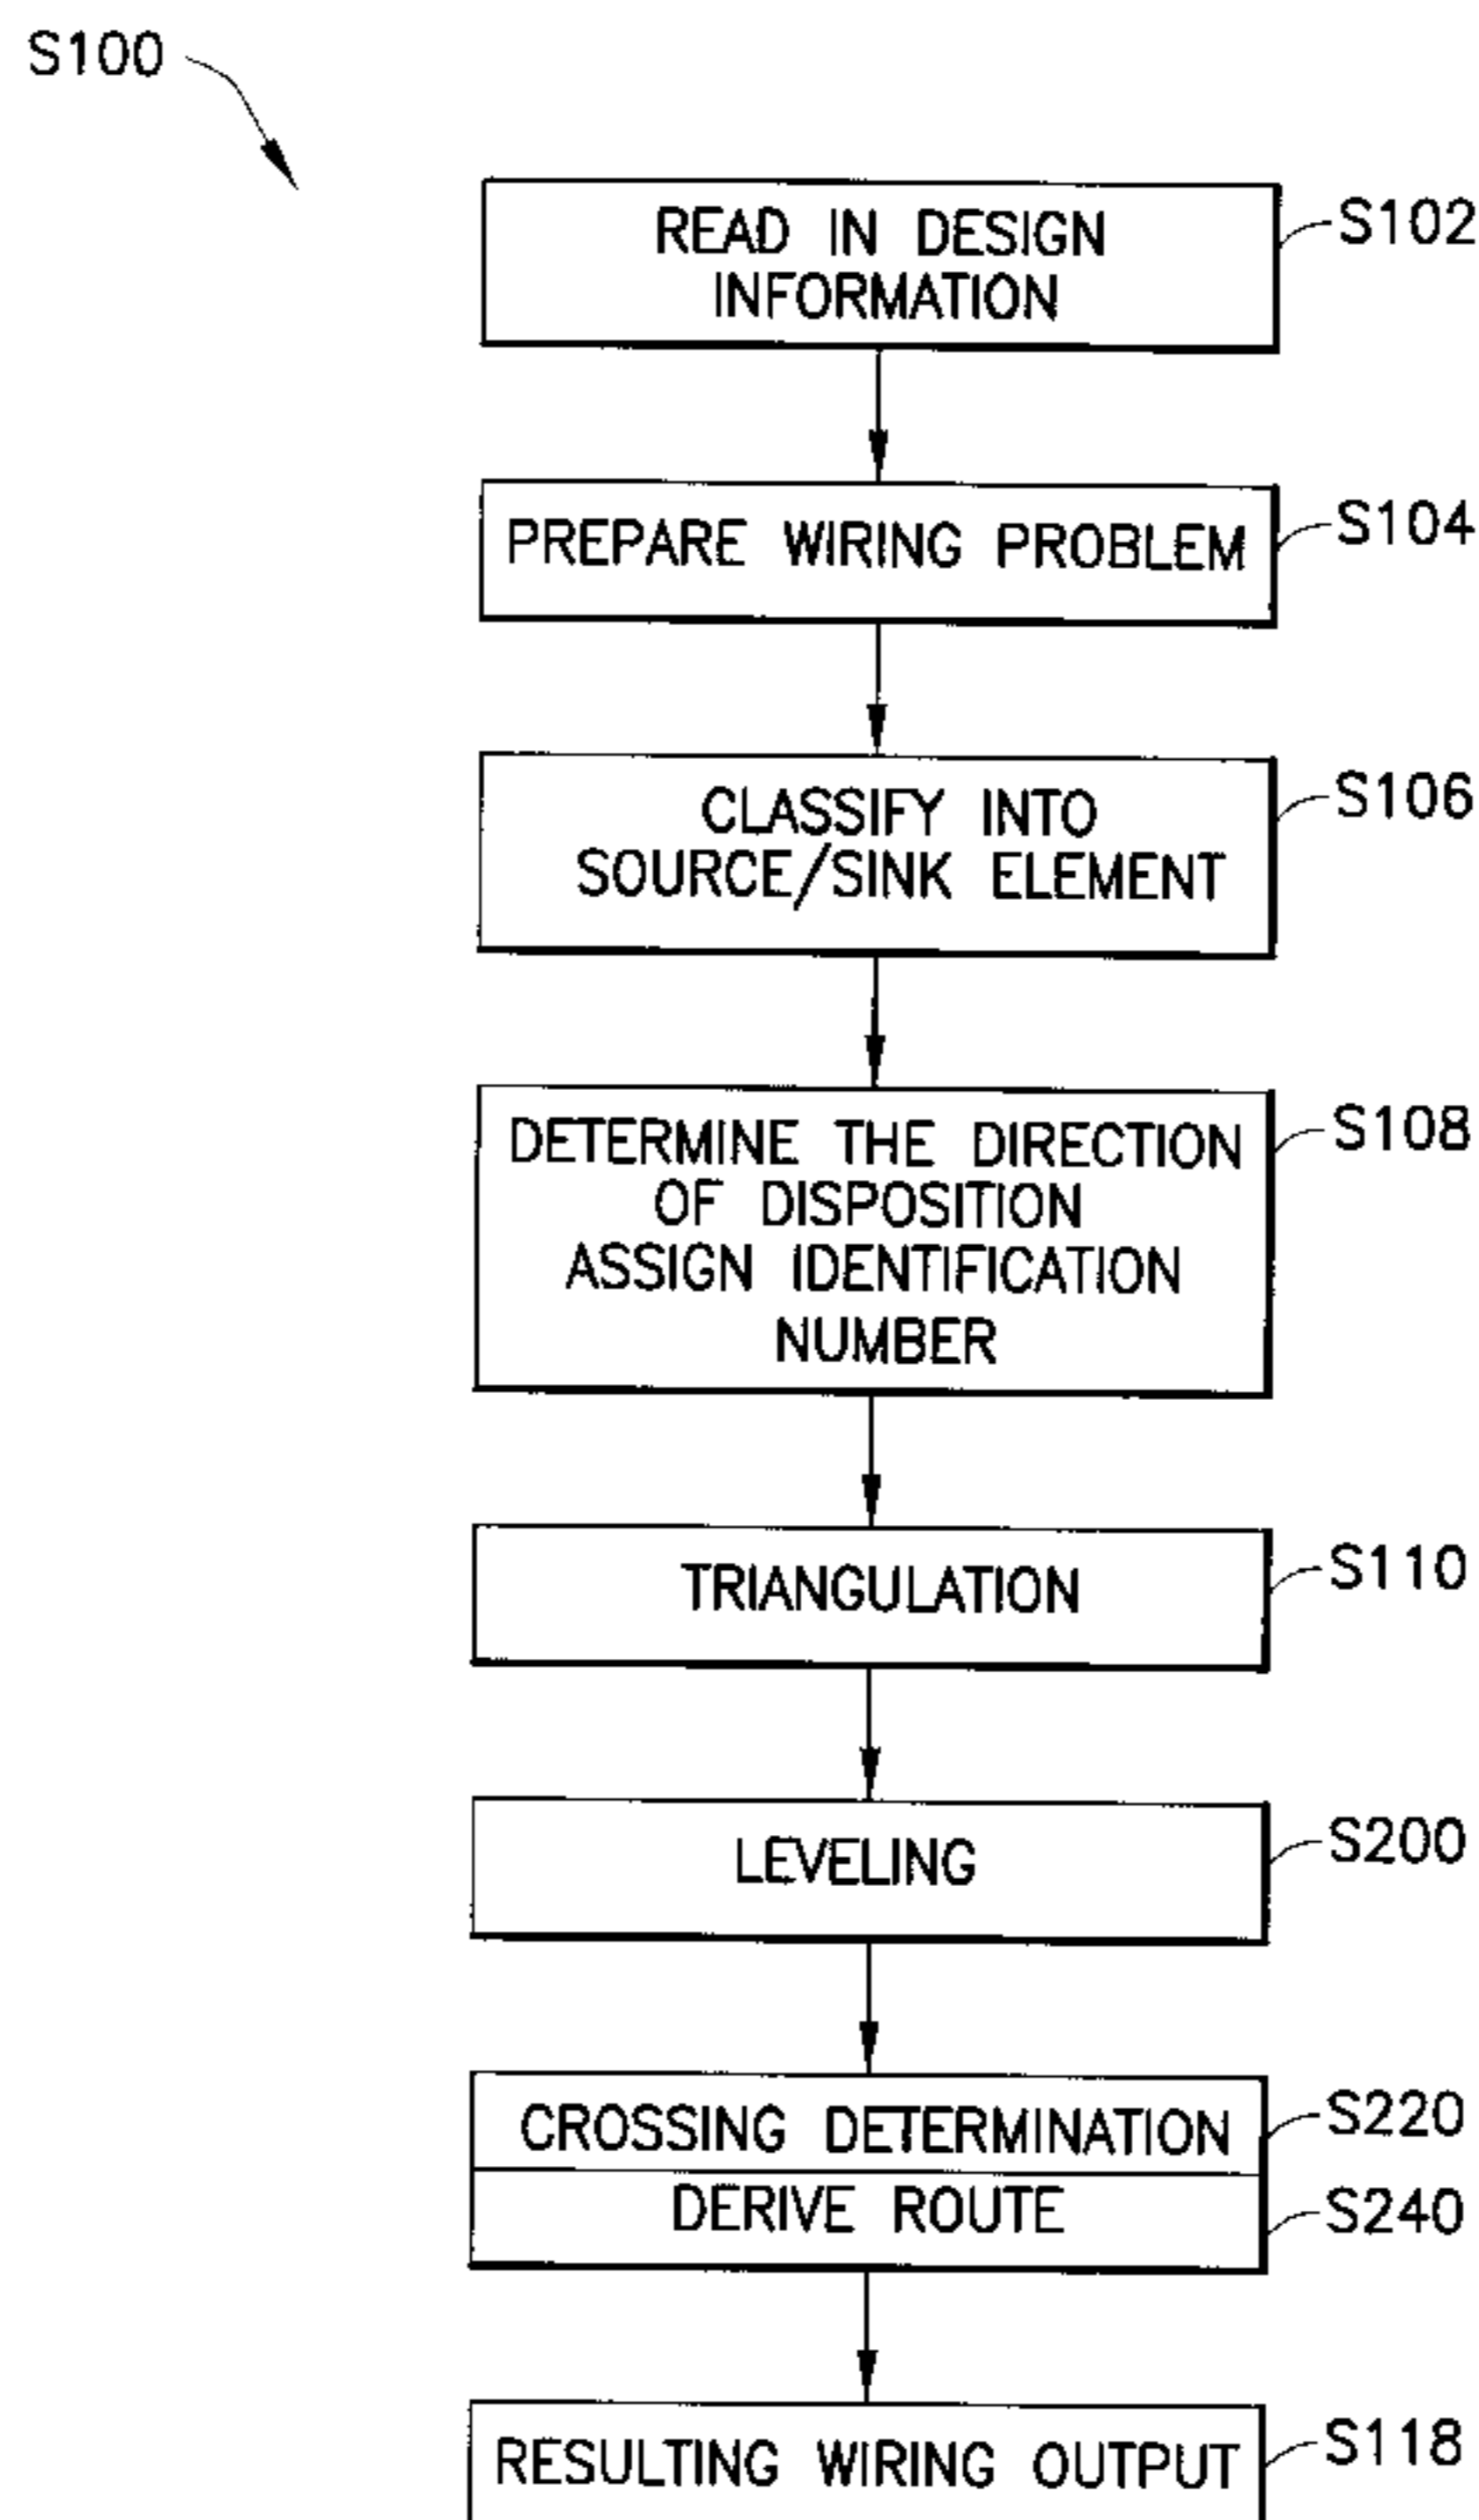 S100
READ IN DESIGN
INFORMATION
S102
PREPARE WIRING PROBLEM
S104
CLASSIFY INTO
SOURCE/SINK ELEMENT
S106
DETERMINE THE DIRECTION
OF DISPOSITION
ASSIGN IDENTIFICATION
NUMBER
S108
TRIANGULATION
S110
LEVELING
S200
CROSSING DETERMINATION
S220
DERIVE ROUTE
S240
RESULTING WIRING OUTPUT
S118